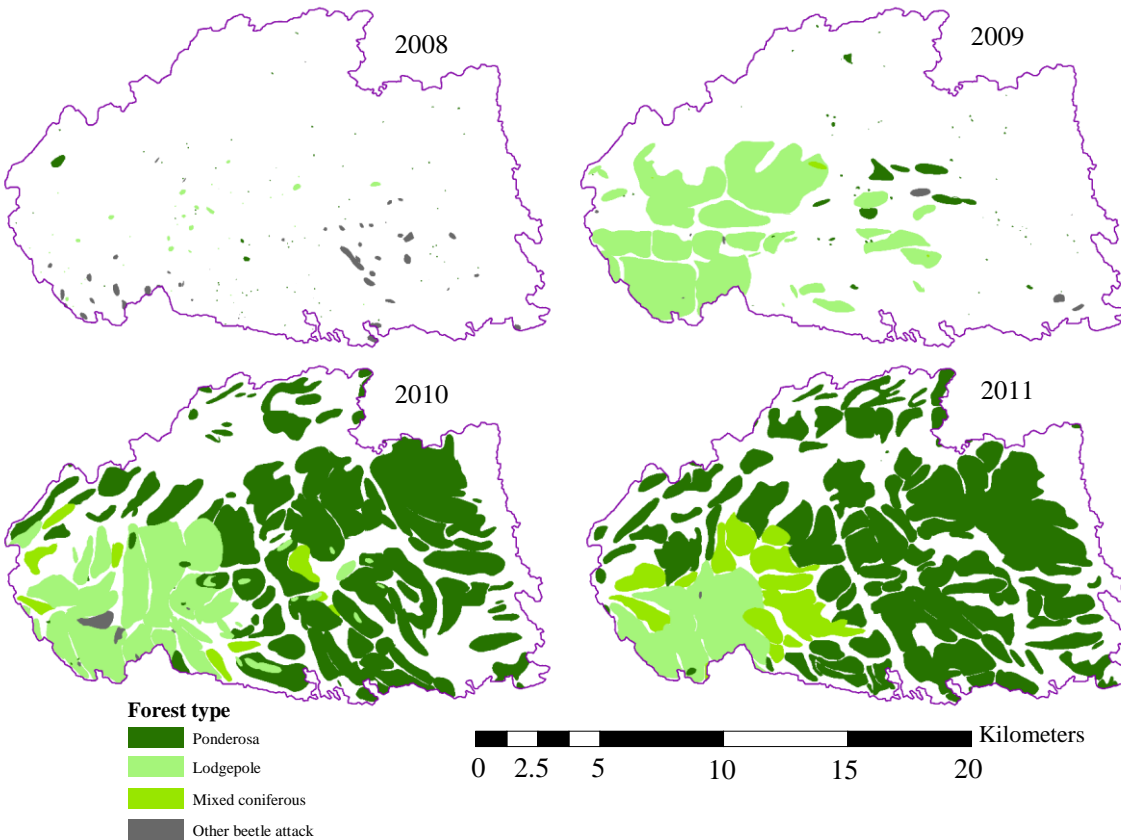 2008
2009
2010
2011
Forest type
Ponderosa
Lodgepole
Mixed coniferous
Other beetle attack
Kilometers
0 2.5 5 10 15 20